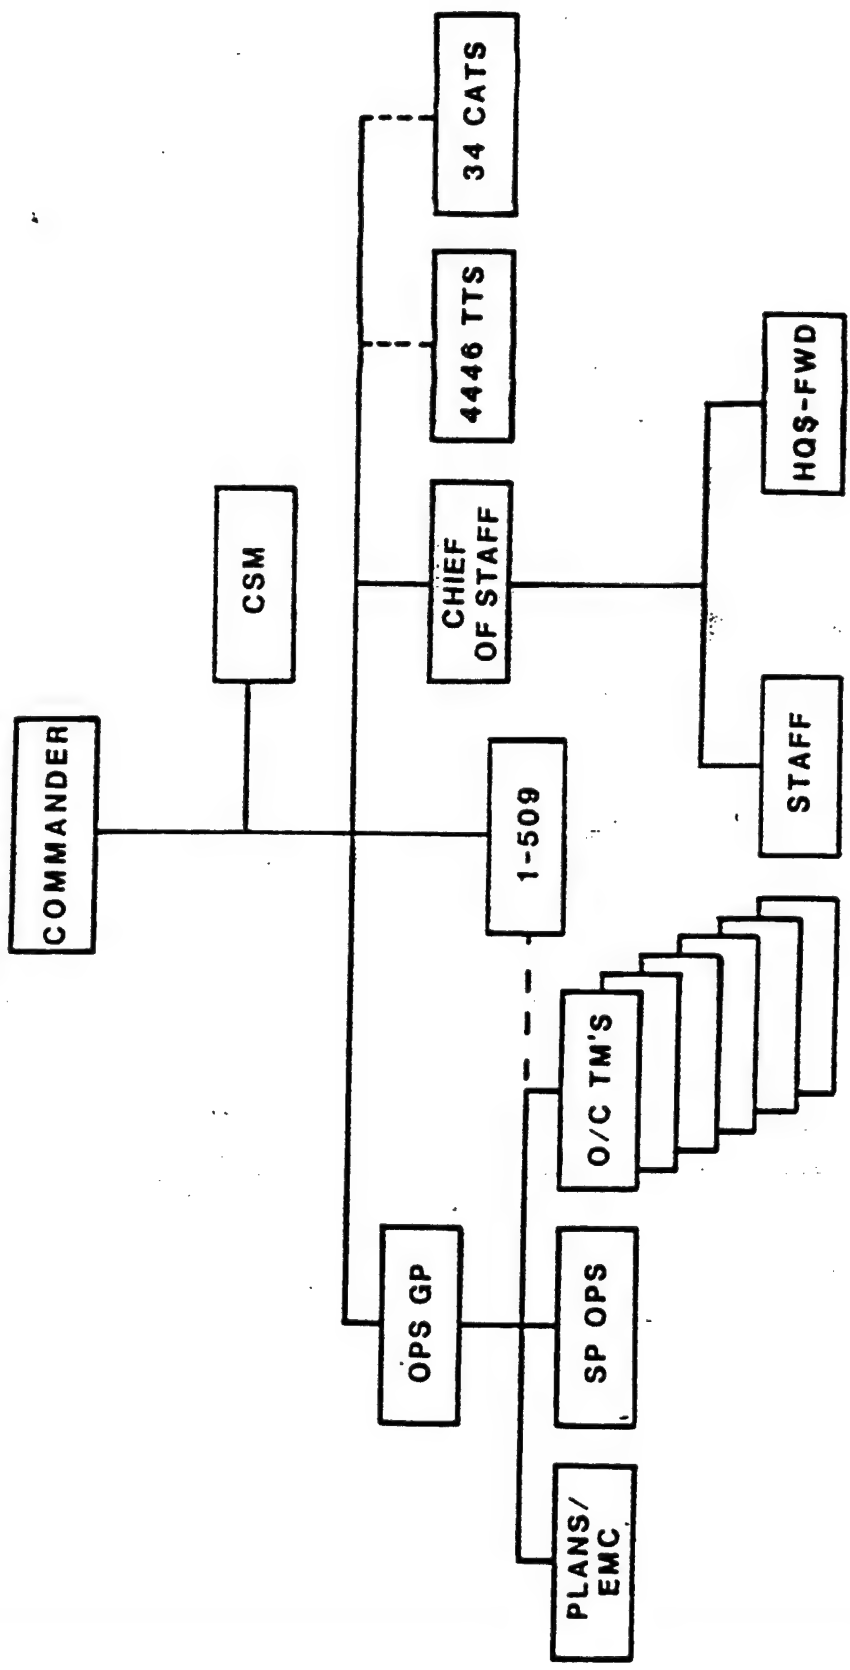 COMMANDER
CSM
OPS GP
1-509
CHIEF
OF STAFF
4446 TTS
34 CATS
PLANS/
EMC
SP OPS
O/C TM'S
STAFF
HQS-FWD